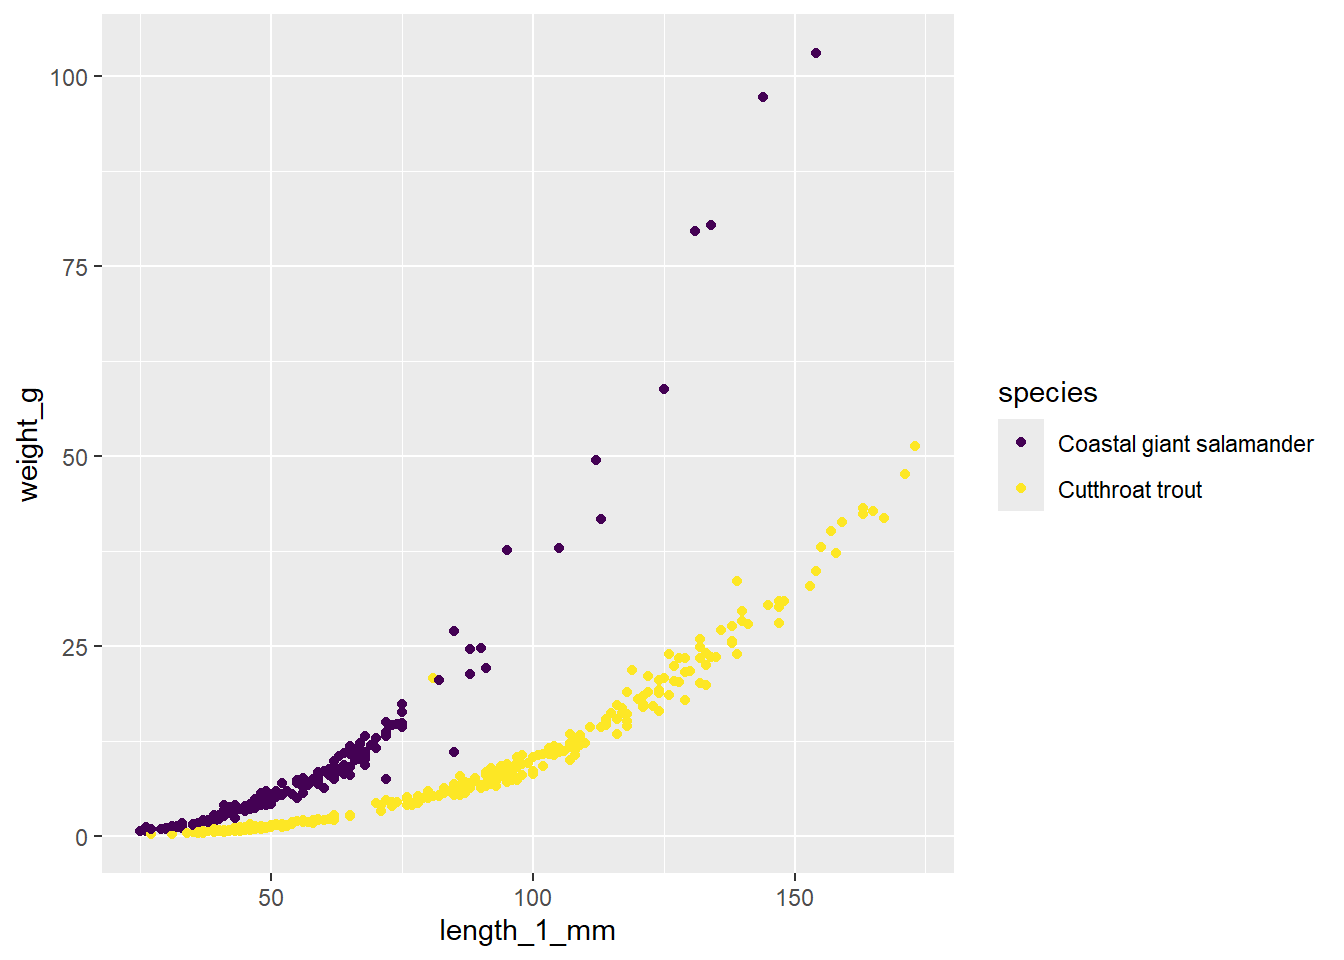 100
75
50
25
0
50
100
150
length_1_mm
weight_g
species
Coastal giant salamander
Cutthroat trout